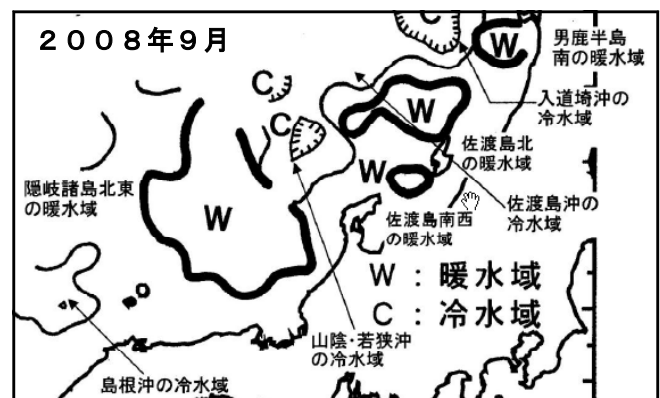 2008年9月
C
W
男鹿半島
南の暖水域
C
W
入道埼沖の
冷水域
C
佐渡島北
の暖水域
W
隠岐諸島北東
の暖水域
W
佐渡島沖の
冷水域
佐渡島南西
の暖水域
W:暖水域
C:冷水域
山陰・若狭沖
の冷水域
島根沖の冷水域